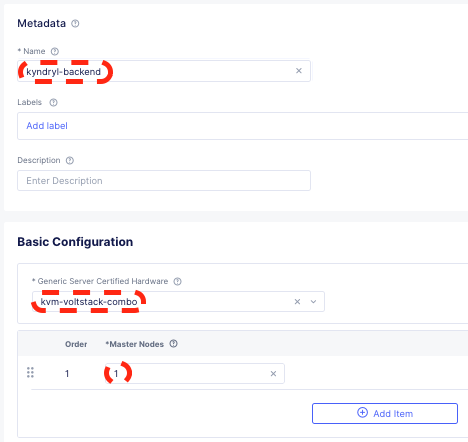 Metadata
* Name
kyndryl-backend
Labels
Add label
Description
Enter Description
Basic Configuration
* Generic Server Certified Hardware
kvm-voltstack-combo
Order *Master Nodes
1 1
Add Item